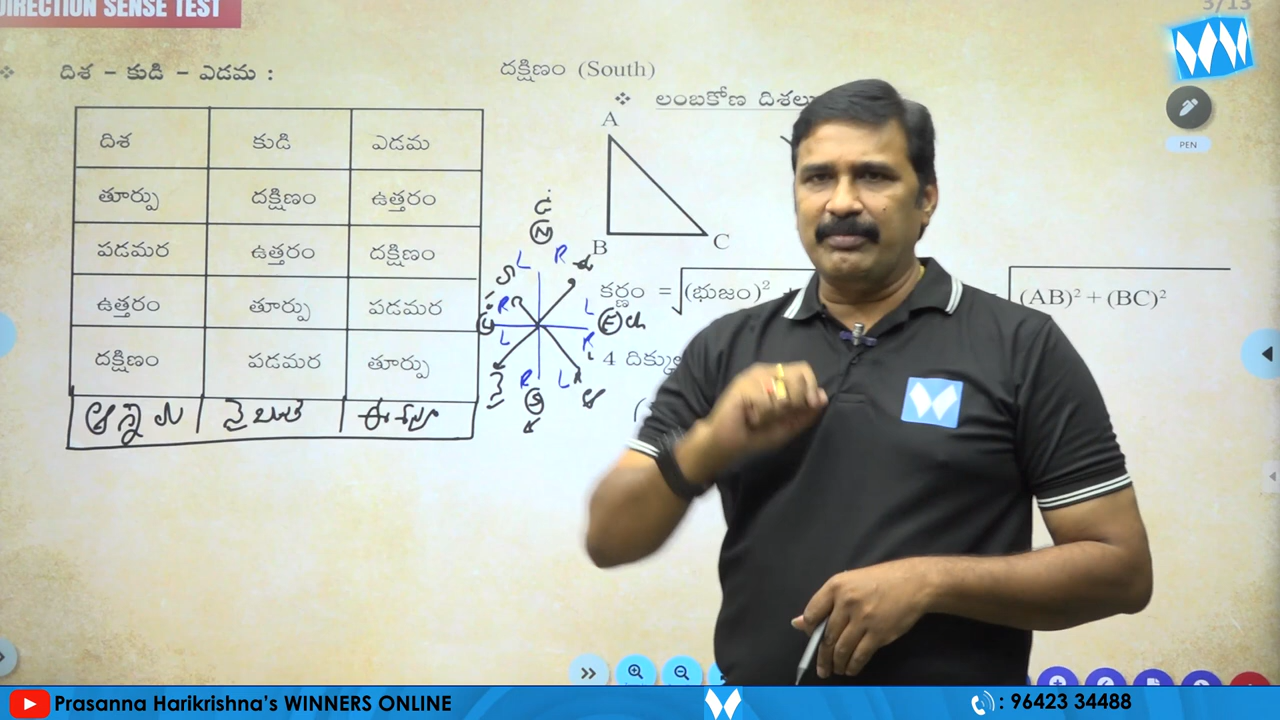 DIRECTION SENSE TEST
3/13
❖ దిశ – కుడి – ఎడమ :
దక్షిణం (South)
❖ లంబకోణ
దిశ కుడి ఎడమ
తూర్పు దక్షిణం ఉత్తరం
పడమర ఉత్తరం దక్షిణం
ఉత్తరం తూర్పు పడమర
దక్షిణం పడమర తూర్పు
A
B
C
N
L R
R L
E
L R
R L
S
కర్ణం = (భుజం)²
(AB)² + (BC)²
4
PEN
Prasanna Harikrishna's WINNERS ONLINE
: 96423 34488